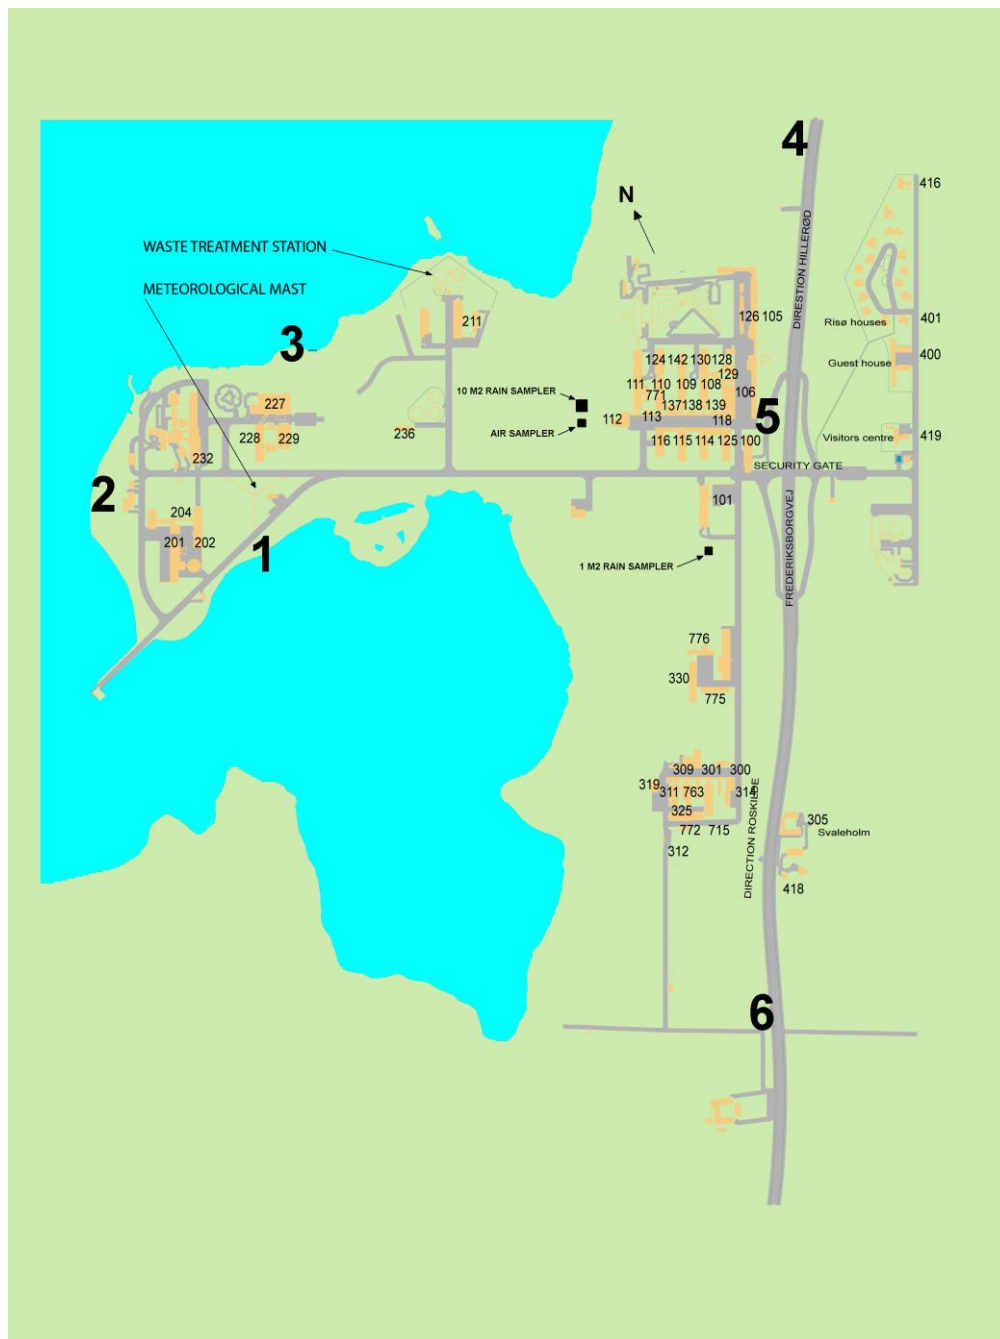 4
416
N
WASTE TREATMENT STATION
DIRESTION HILLERØD
METEOROLOGICAL MAST
126 105
401
211
Risø houses
3
124 142 130 128
400
Guest house
129
111 110 109 108
10 M2 RAIN SAMPLER
106
771
227
137 138 139
5
AIR SAMPLER
112
113
118
236
228
229
116 115 114 125 100
Visitors centre
419
232
SECURITY GATE
2
101
204
201
202
1
1 M2 RAIN SAMPLER
FREDERIKSBORGVEJ
776
330
775
309 301 300
319
311 763
314
325
DIRECTION ROSKILDE
305
772 715
Svaleholm
312
418
6